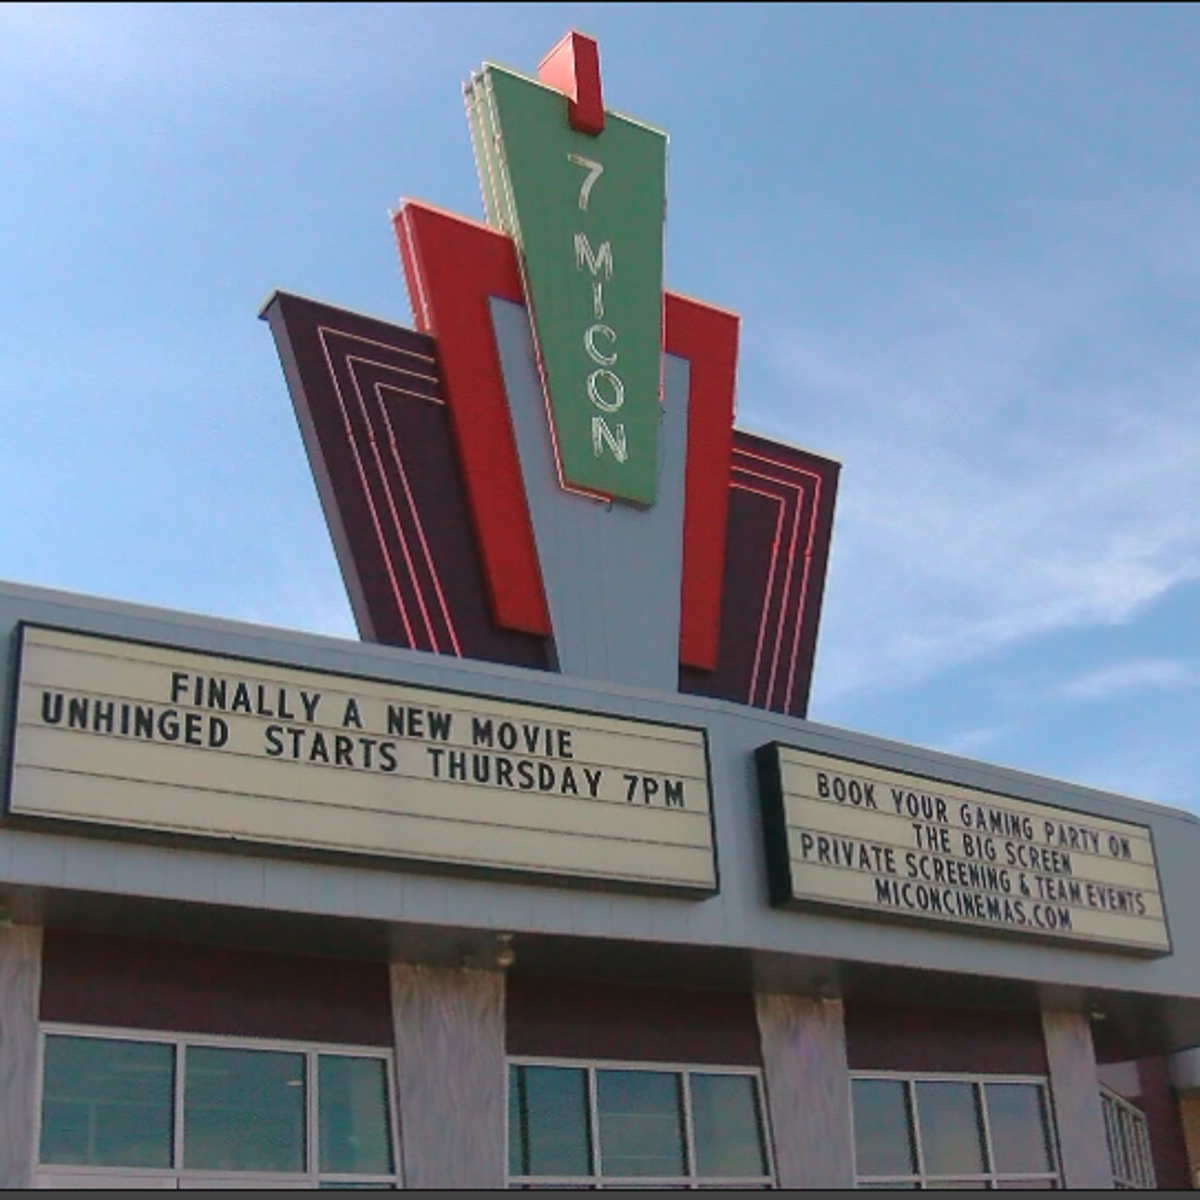 7 MICON
FINALLY A NEW MOVIE
UNHINGED STARTS THURSDAY 7PM
BOOK YOUR GAMING PARTY ON
THE BIG SCREEN
PRIVATE SCREENING & TEAM EVENTS
MICONCINEMAS.COM